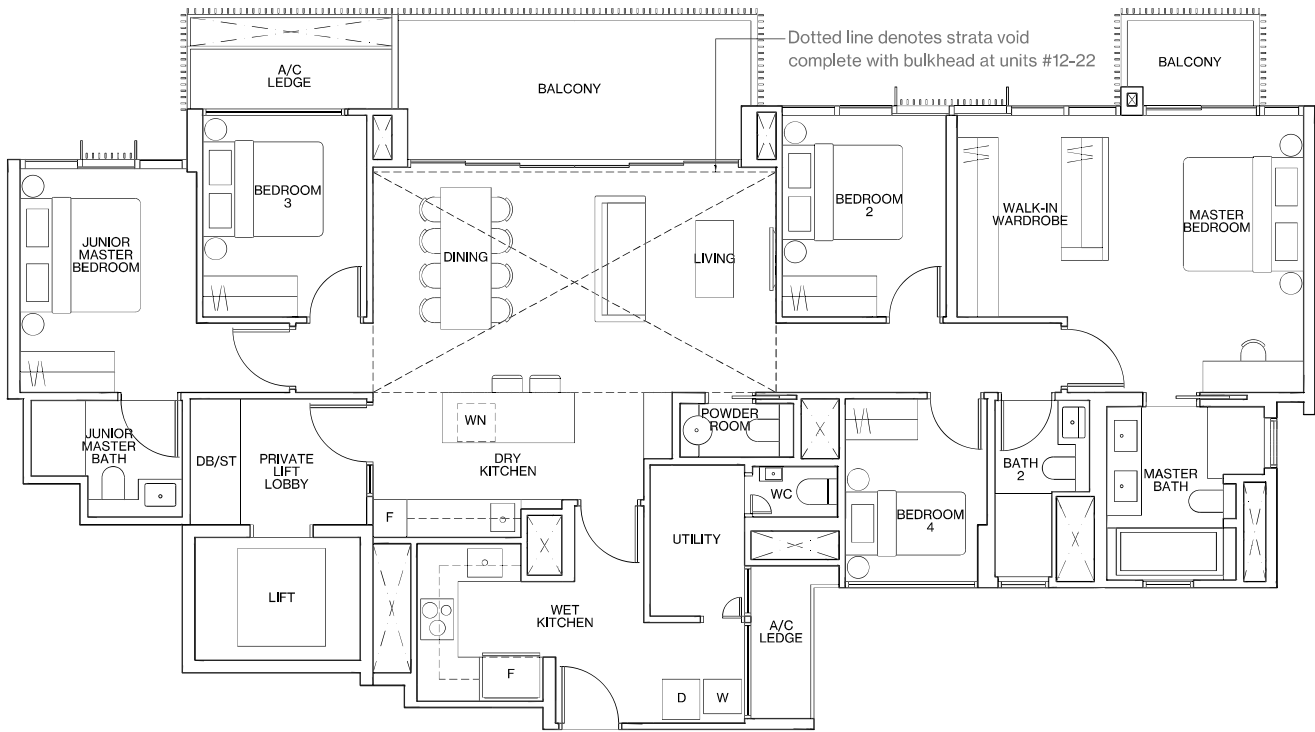 Dotted line denotes strata void
complete with bulkhead at units #12-22
A/C
LEDGE
BALCONY
BALCONY
BEDROOM
3
BEDROOM
2
WALK-IN
WARDROBE
MASTER
BEDROOM
JUNIOR
MASTER
BEDROOM
DINING
LIVING
WN
POWDER
ROOM
JUNIOR
MASTER
BATH
DB/ST
PRIVATE
LIFT
LOBBY
DRY
KITCHEN
BATH
2
MASTER
BATH
WC
F
BEDROOM
4
UTILITY
LIFT
WET
KITCHEN
A/C
LEDGE
F
D
W